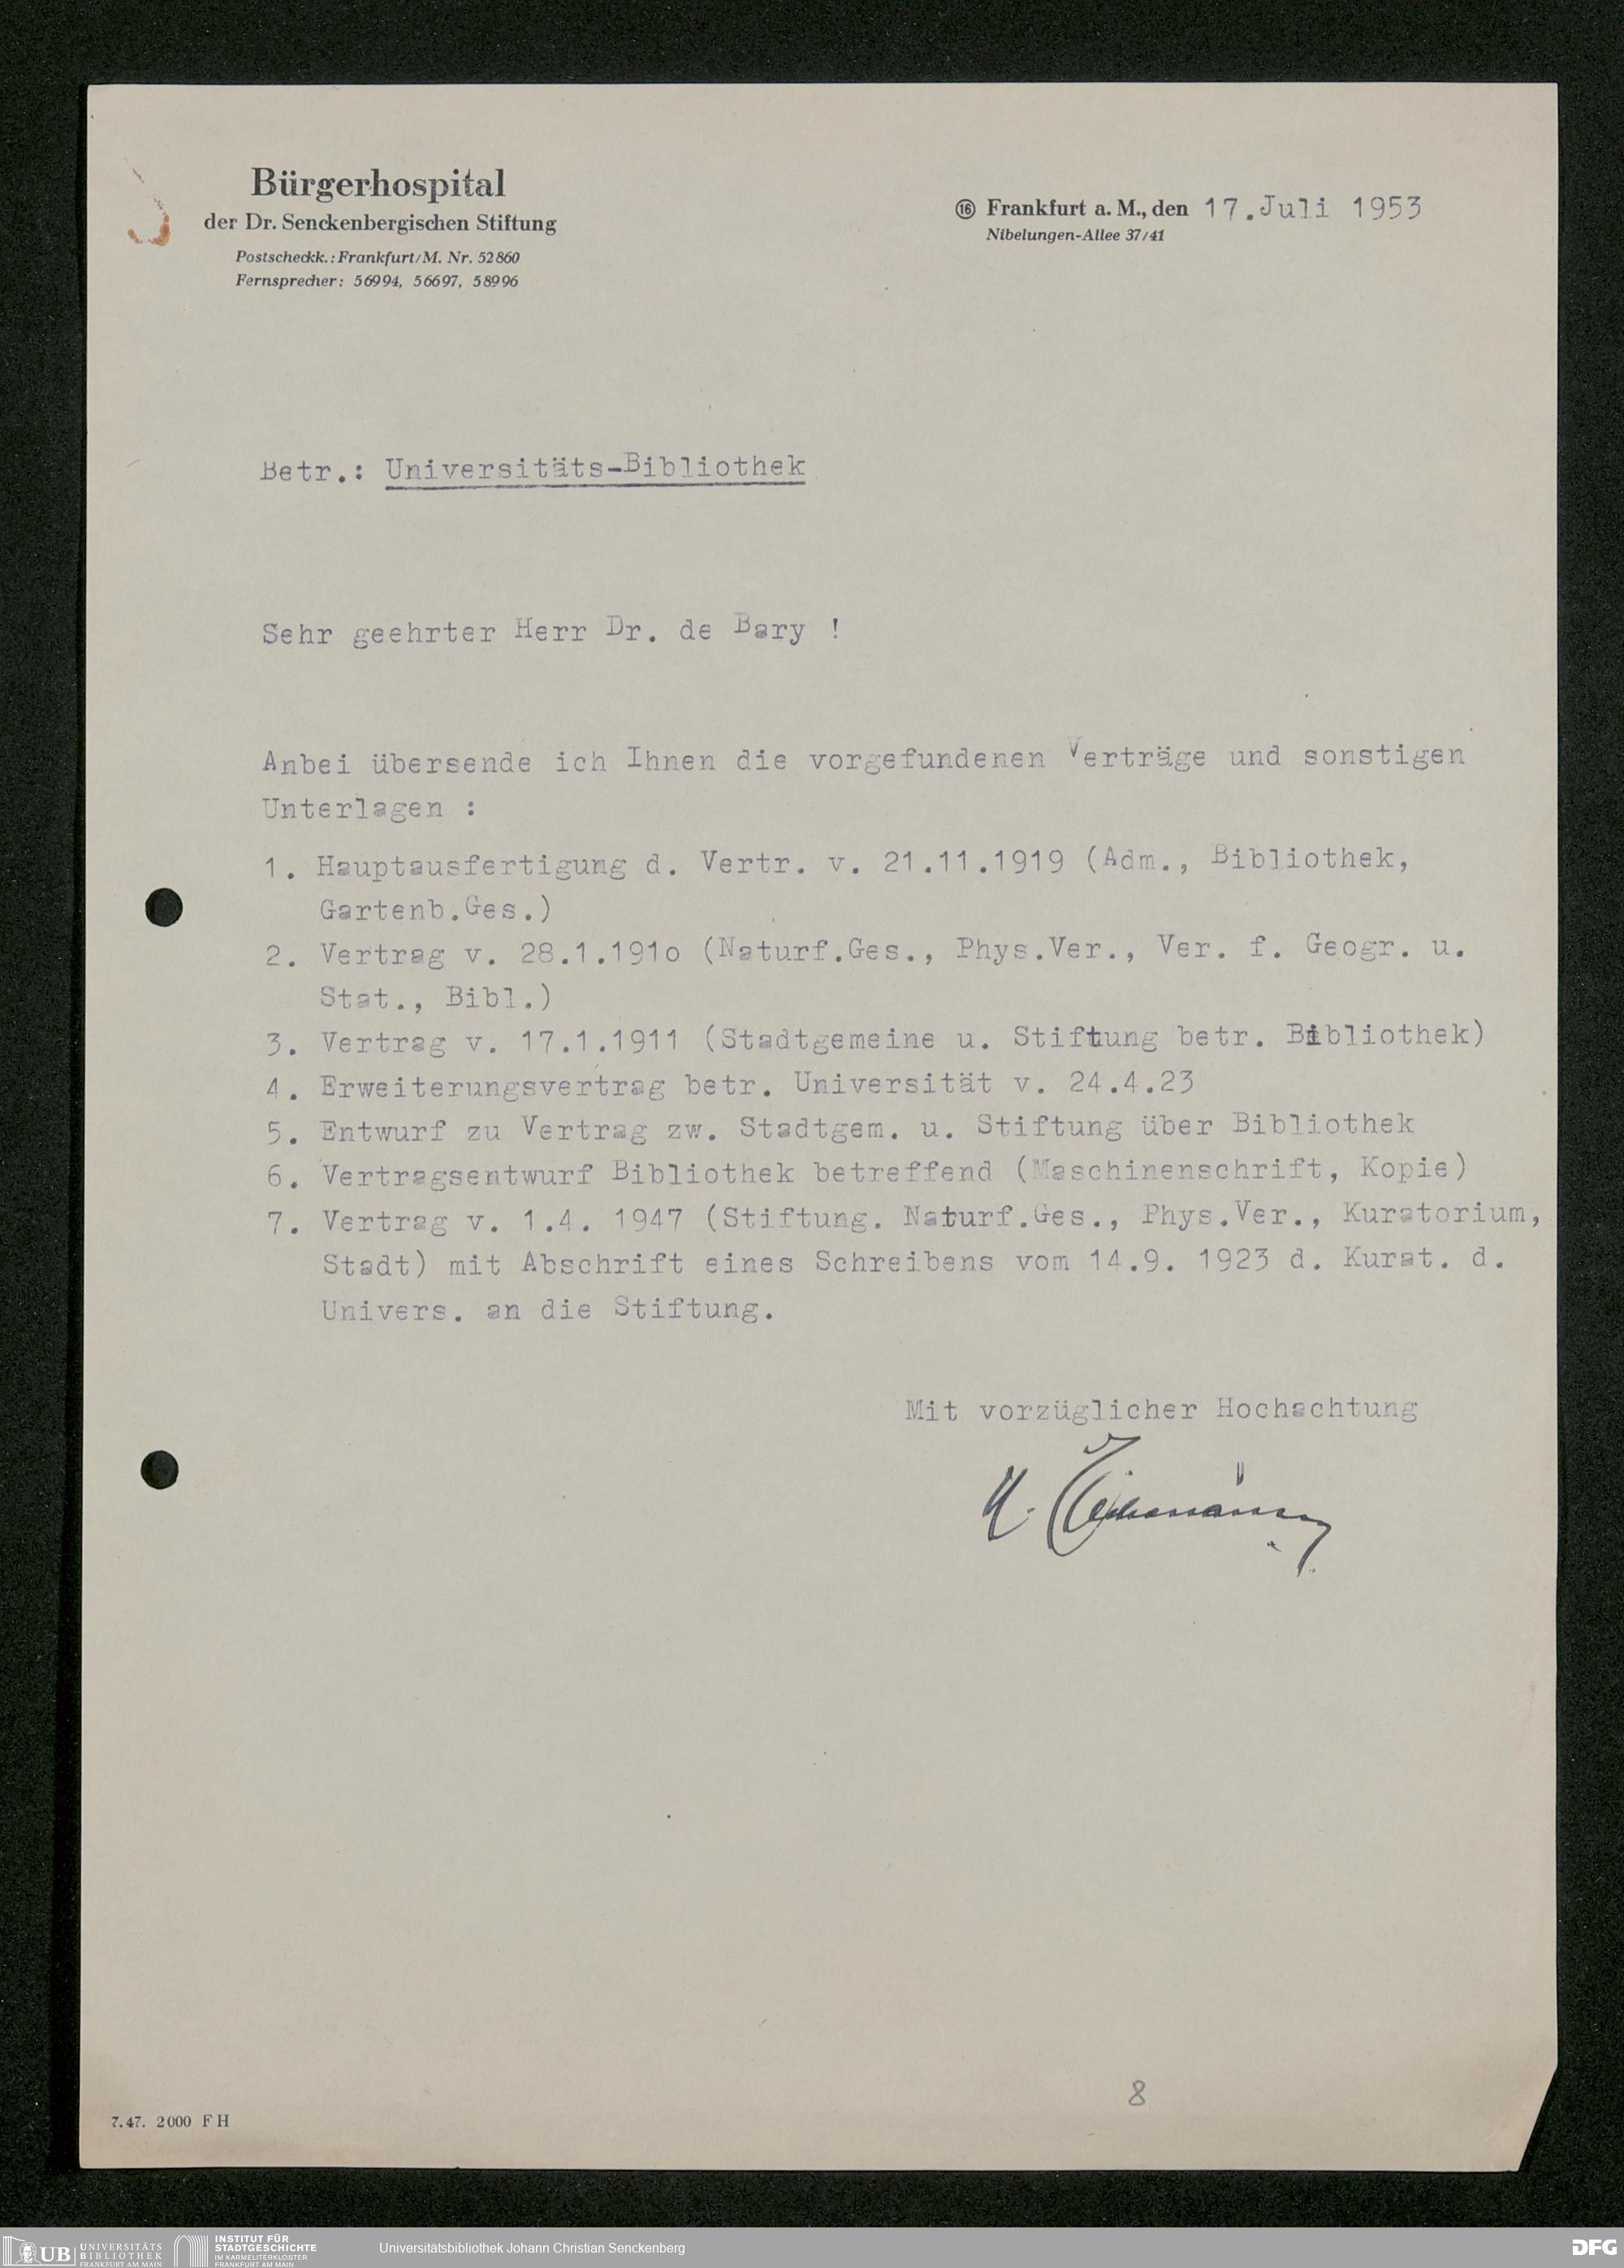 Bürgerhospital
der Dr. Senckenbergischen Stiftung
Postscheckk.: Frankfurt/M. Nr. 52860
Fernsprecher: 56994, 56697, 58996
16 Frankfurt a. M., den 17.Juli 1953
Nibelungen-Allee 37/41
Betr.: Universitäts-Bibliothek
Sehr geehrter Herr Dr. de Bary !
Anbei übersende ich Ihnen die vorgefundenen Verträge und sonstigen
Unterlagen :
1. Hauptausfertigung d. Vertr. v. 21.11.1919 (Adm., Bibliothek,
Gartenb.Ges.)
2. Vertrag v. 28.1.191o (Naturf.Ges., Phys.Ver., Ver. f. Geogr. u.
Stat., Bibl.)
3. Vertrag v. 17.1.1911 (Stadtgemeine u. Stiftung betr. Bibliothek)
4. Erweiterungsvertrag betr. Universität v. 24.4.23
5. Entwurf zu Vertrag zw. Stadtgem. u. Stiftung über Bibliothek
6. Vertragsentwurf Bibliothek betreffend (Maschinenschrift, Kopie)
7. Vertrag v. 1.4. 1947 (Stiftung. Naturf.Ges., Phys.Ver., Kuratorium,
Stadt) mit Abschrift eines Schreibens vom 14.9. 1923 d. Kurat. d.
Univers. an die Stiftung.
Mit vorzüglicher Hochachtung
8
7.47. 2000 F H
UB UNIVERSITÄTS
BIBLIOTHEK
FRANKFURT AM MAIN
INSTITUT FÜR
STADTGESCHICHTE
IM KARMELITERKLOSTER
FRANKFURT AM MAIN
Universitätsbibliothek Johann Christian Senckenberg
DFG